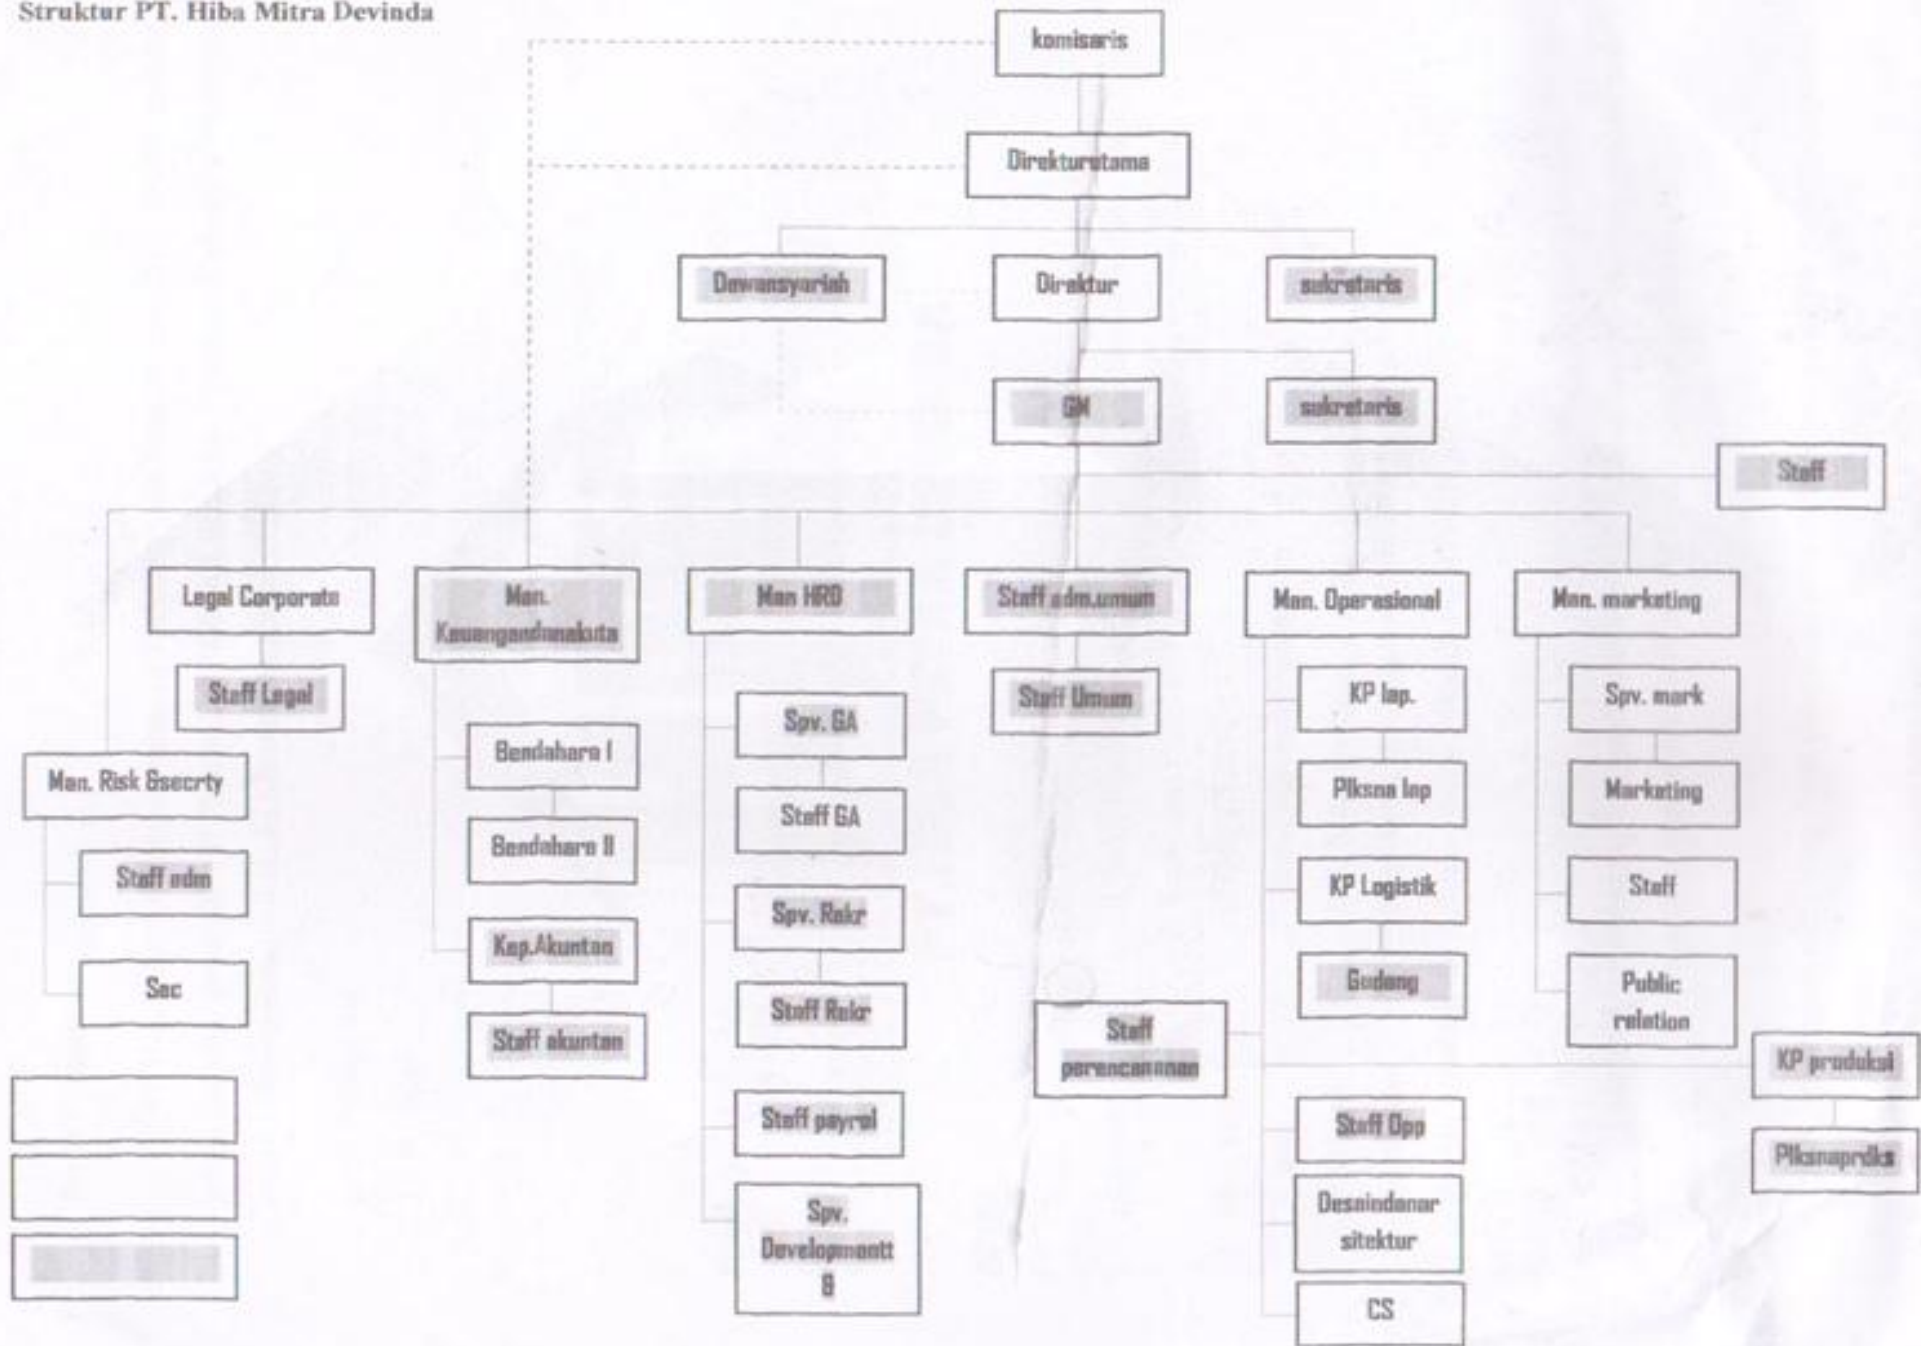 Struktur PT. Hiba Mitra Devinda
komisaris
Direkturutama
Dewansyariah
Direktur
sekretaris
GM
sekretaris
Staff
Legal Corporate
Man.
Keuangandanakuta
Man HRD
Staff adm.umum
Man. Operasional
Man. marketing
Staff Legal
Staff Umum
Man. Risk &secrty
Staff adm
Sec
Bendahara I
Bendahara II
Kep.Akuntan
Staff akuntan
Spv. GA
Staff GA
Spv. Rekr
Staff Rekr
Staff payrol
Spv.
Developmentt
&
KP lap.
Plksna lap
KP Logistik
Gudang
Staff
perencanaan
Staff Opp
Desaindanar
sitektur
CS
Spv. mark
Marketing
Staff
Public
relation
KP produksi
Plksnaprdks